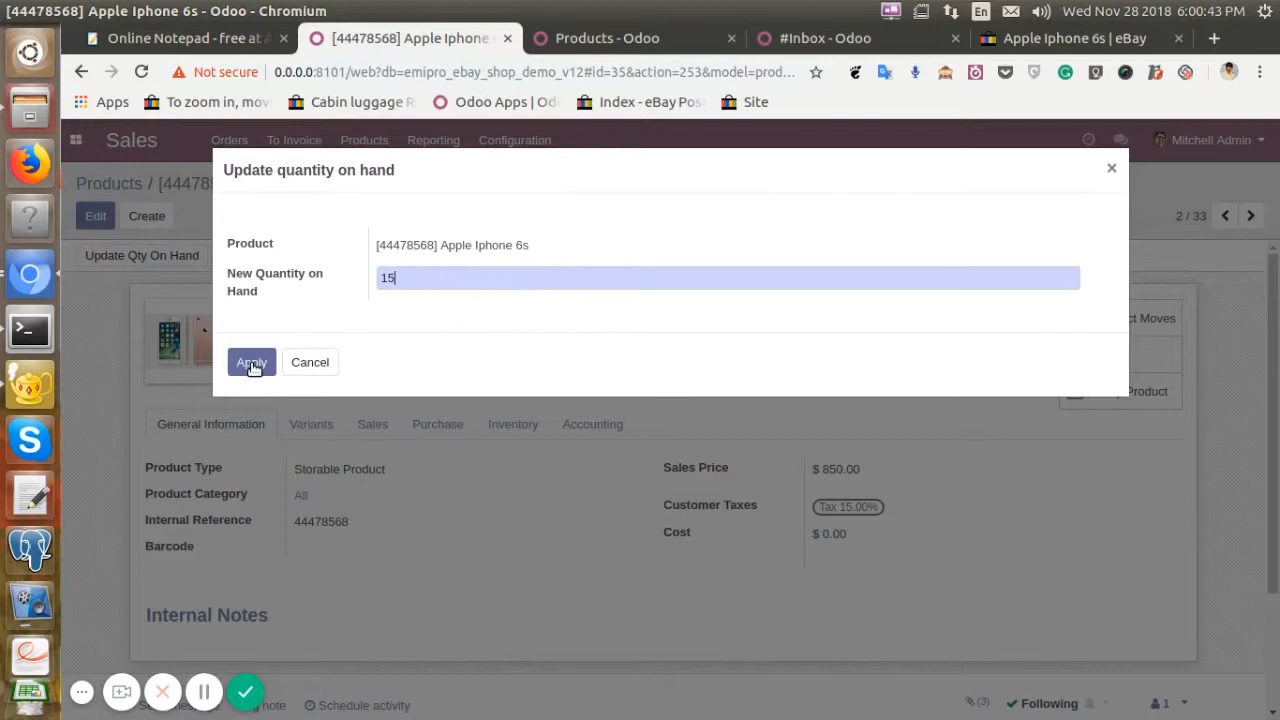 [44478568] Apple Iphone 6s - Odoo - Chromium
En
Wed Nov 28 2018 6:00:43 PM
Online Notepad - free at
[44478568] Apple Iphone
Products - Odoo
#Inbox - Odoo
Apple Iphone 6s | eBay
Not secure
0.0.0.0:8101/web?db=emipro_ebay_shop_demo_v12#id=35&action=253&model=prod...
Apps
To zoom in, mov
Cabin luggage
Odoo Apps | Od
Index - eBay Pos
Site
Sales
Orders
To Invoice
Products
Reporting
Configuration
Mitchell Admin
Products / [44478
Edit
Create
2 / 33
Update Qty On Hand
Update quantity on hand
×
Product
[44478568] Apple Iphone 6s
New Quantity on
Hand
15
Apply
Cancel
Moves
Product
General Information
Variants
Sales
Purchase
Inventory
Accounting
Product Type
Storable Product
Sales Price
$ 850.00
Product Category
All
Customer Taxes
Tax 15.00%
Internal Reference
44478568
Cost
$ 0.00
Barcode
Internal Notes
note
Schedule activity
(3)
Following
1